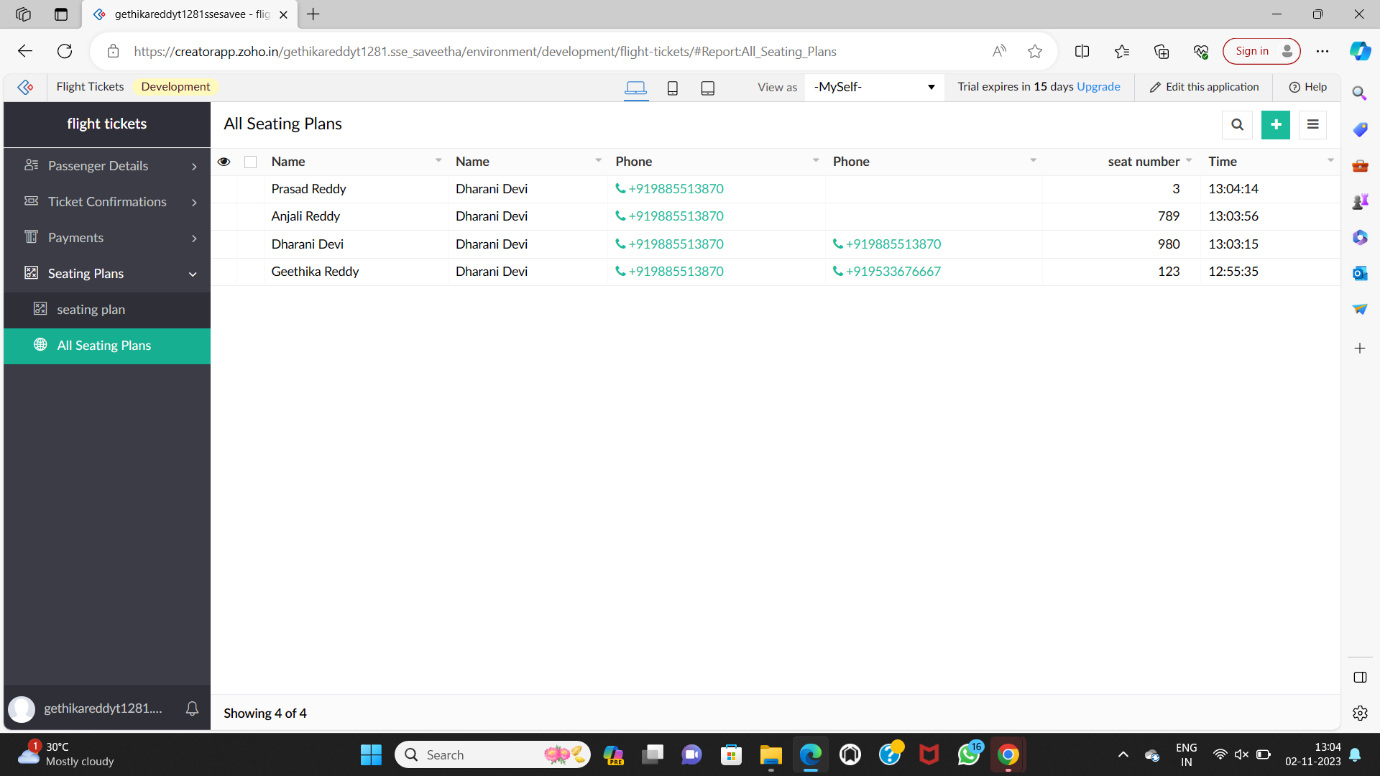 gethikareddyt1281ssesavee - flig
https://creatorapp.zoho.in/gethikareddyt1281.sse_saveetha/environment/development/flight-tickets/#Report:All_Seating_Plans
Sign in
Flight Tickets Development View as -MySelf- Trial expires in 15 days Upgrade Edit this application Help
flight tickets
Passenger Details
Ticket Confirmations
Payments
Seating Plans
seating plan
All Seating Plans
gethikareddyt1281....
All Seating Plans
Name Name Phone Phone seat number Time
Prasad Reddy Dharani Devi +919885513870 3 13:04:14
Anjali Reddy Dharani Devi +919885513870 789 13:03:56
Dharani Devi Dharani Devi +919885513870 +919885513870 980 13:03:15
Geethika Reddy Dharani Devi +919885513870 +919533676667 123 12:55:35
Showing 4 of 4
1 30°C
Mostly cloudy
Search
PRE
16
ENG
IN
13:04
02-11-2023